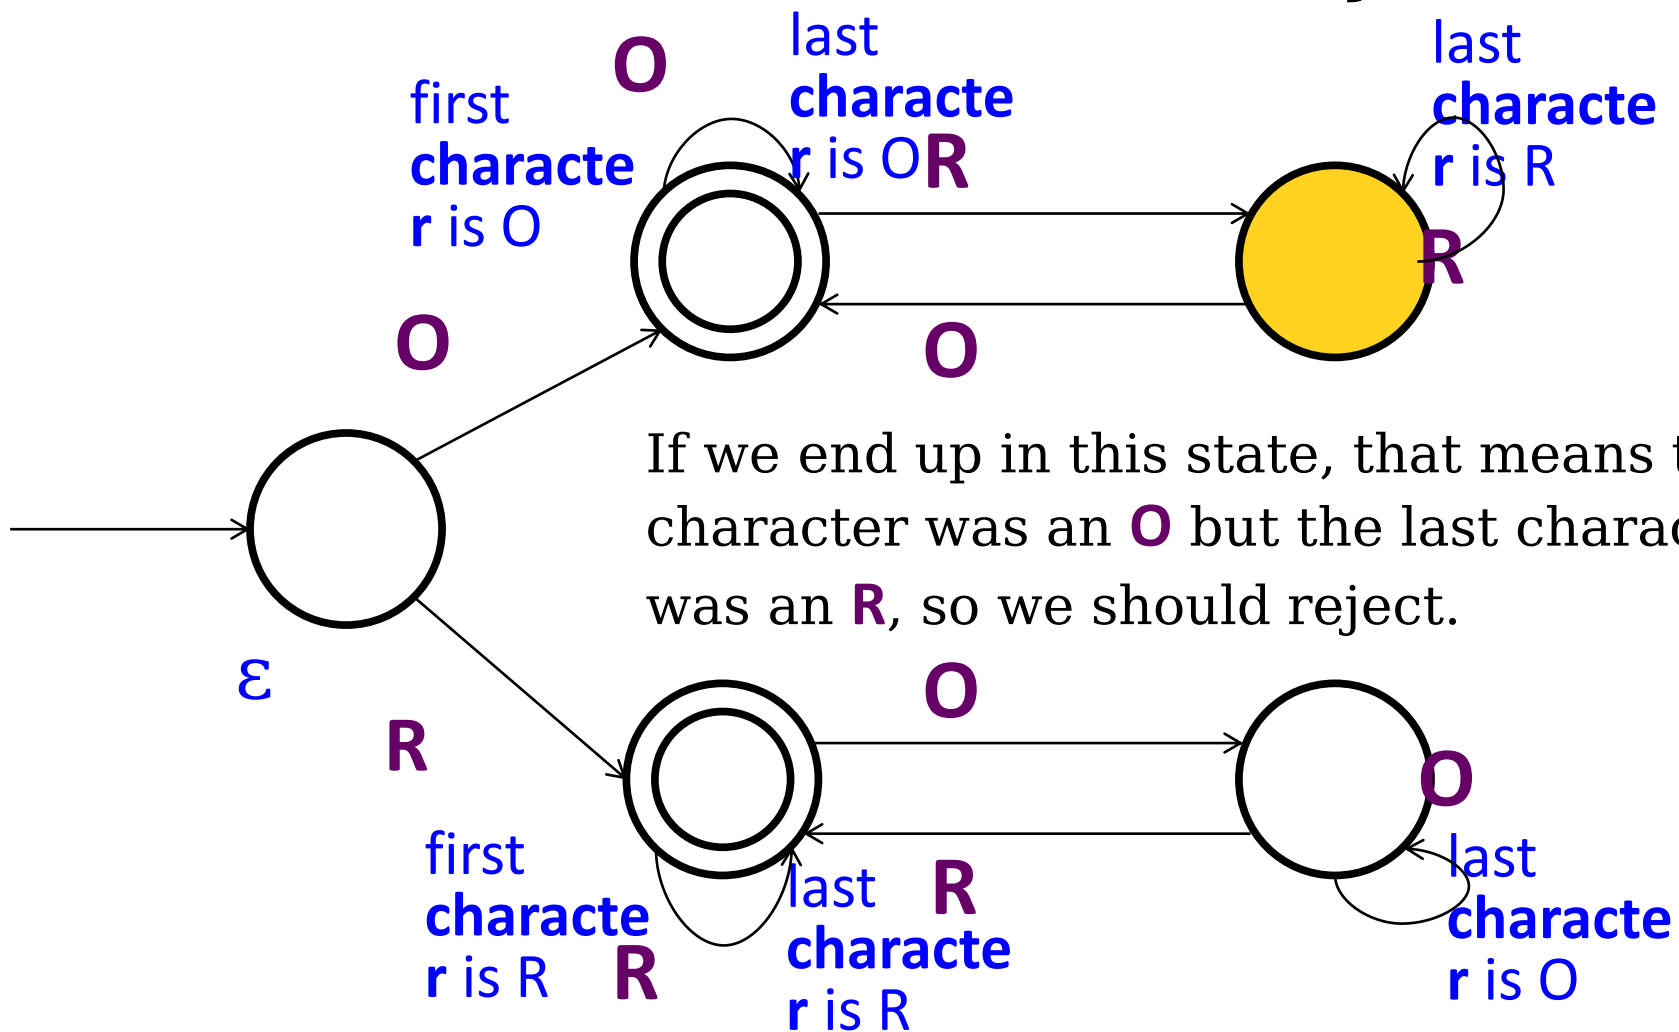 O
last
characte
r is O
last
characte
r is R
first
characte
r is O
R
R
O
O
If we end up in this state, that means
character was an O but the last
was an R, so we should reject.
ε
O
R
O
first
characte
r is R
R
last
characte
r is R
R
last
characte
r is O